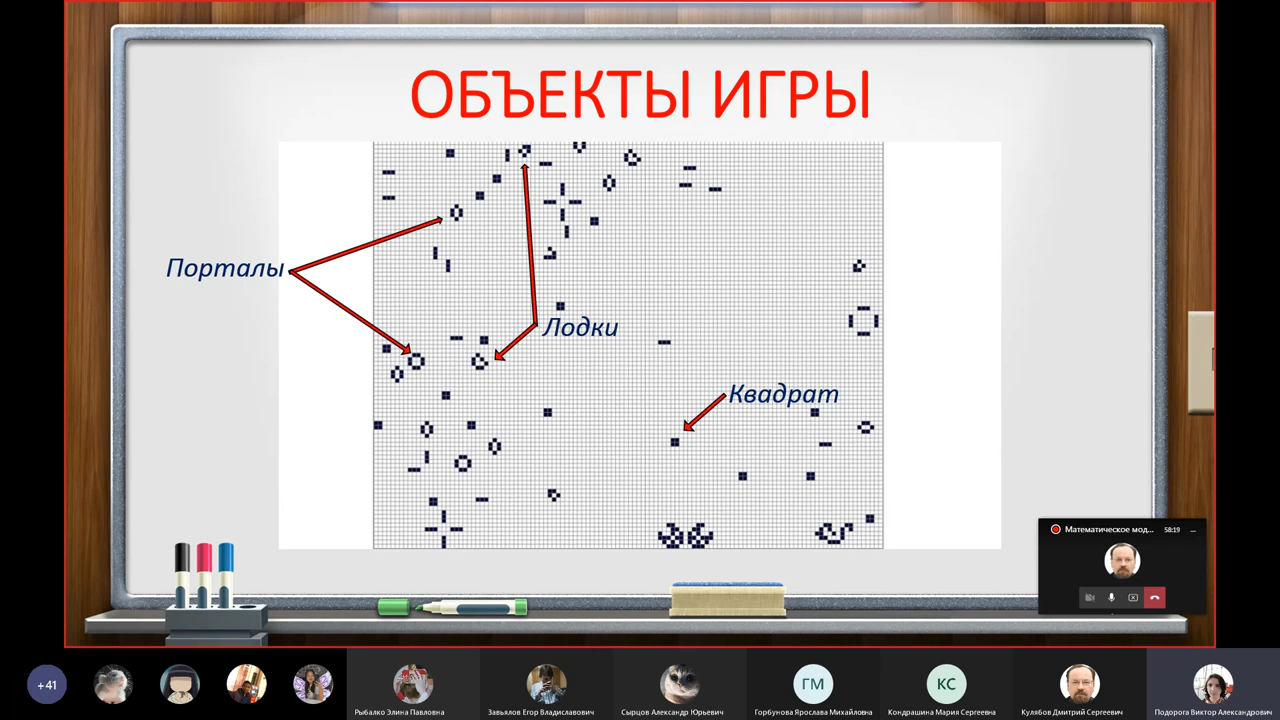 ОБЪЕКТЫ ИГРЫ
Порталы
Лодки
Квадрат
Математическое мод...
58:19
+41
ГМ
КС
Рыбалко Элина Павловна
Завьялов Егор Владиславович
Сырцов Александр Юрьевич
Горбунова Ярослава Михайловна
Кондрашина Мария Сергеевна
Кулябов Дмитрий Сергеевич
Подорога Виктор Александрович